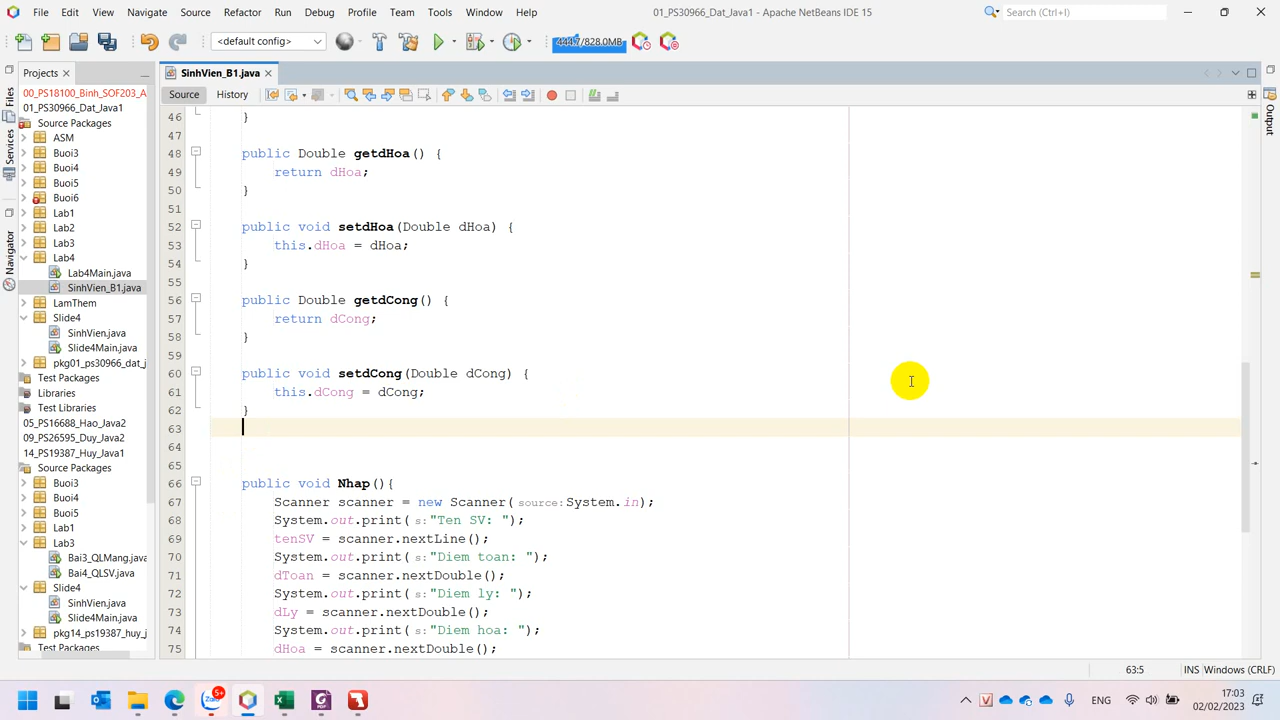 File Edit View Navigate Source Refactor Run Debug Profile Team Tools Window Help
01_PS30966_Dat_Java1 - Apache NetBeans IDE 15
Search (Ctrl+I)
<default config>
444.7/828.0MB
Projects
SinhVien_B1.java
Source History
Files
Services
Navigator
Output
00_PS18100_Binh_SOF203_A
01_PS30966_Dat_Java1
Source Packages
ASM
Buoi3
Buoi4
Buoi5
Buoi6
Lab1
Lab2
Lab3
Lab4
Lab4Main.java
SinhVien_B1.java
LamThem
Slide4
SinhVien.java
Slide4Main.java
pkg01_ps30966_dat_j
Test Packages
Libraries
Test Libraries
05_PS16688_Hao_Java2
09_PS26595_Duy_Java2
14_PS19387_Huy_Java1
Source Packages
Buoi3
Buoi4
Buoi5
Lab1
Lab3
Bai3_QLMang.java
Bai4_QLSV.java
Slide4
SinhVien.java
Slide4Main.java
pkg14_ps19387_huy_j
Test Packages
46 }
47
48 public Double getdHoa() {
49 return dHoa;
50 }
51
52 public void setdHoa(Double dHoa) {
53 this.dHoa = dHoa;
54 }
55
56 public Double getdCong() {
57 return dCong;
58 }
59
60 public void setdCong(Double dCong) {
61 this.dCong = dCong;
62 }
63
64
65
66 public void Nhap(){
67 Scanner scanner = new Scanner(source:System.in);
68 System.out.print(s:"Ten SV: ");
69 tenSV = scanner.nextLine();
70 System.out.print(s:"Diem toan: ");
71 dToan = scanner.nextDouble();
72 System.out.print(s:"Diem ly: ");
73 dLy = scanner.nextDouble();
74 System.out.print(s:"Diem hoa: ");
75 dHoa = scanner.nextDouble();
63:5 INS Windows (CRLF)
Zalo 5+
ENG
17:03
02/02/2023